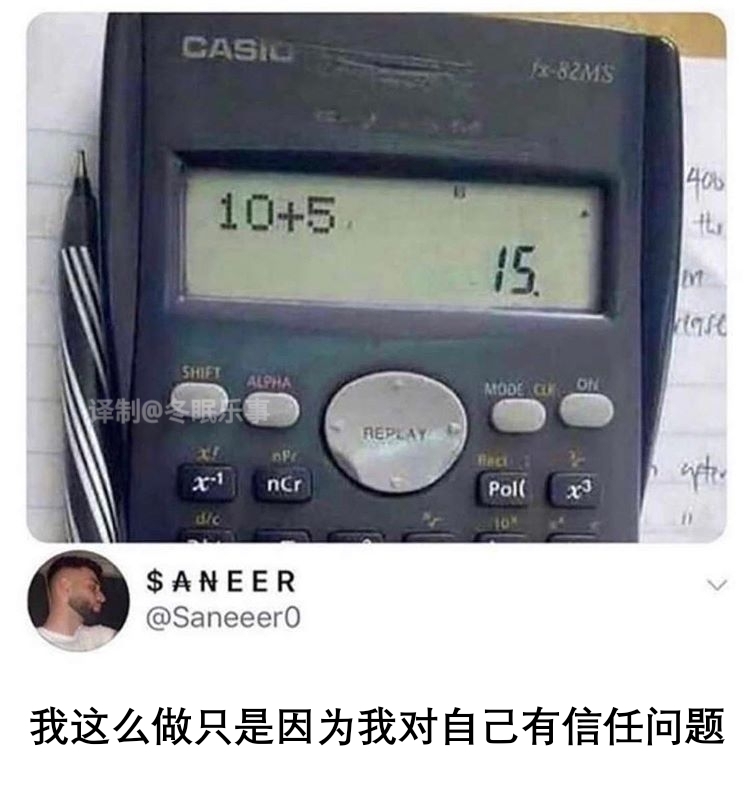 CASIO
fx-82MS
10+5
15.
SHIFT
ALPHA
MODE CLR
ON
译制@冬眠乐事
REPLAY
x!
nPr
Rec(
x-1
nCr
Pol(
x3
d/c
after
$ANEER
@Saneeer0
我这么做只是因为我对自己有信任问题